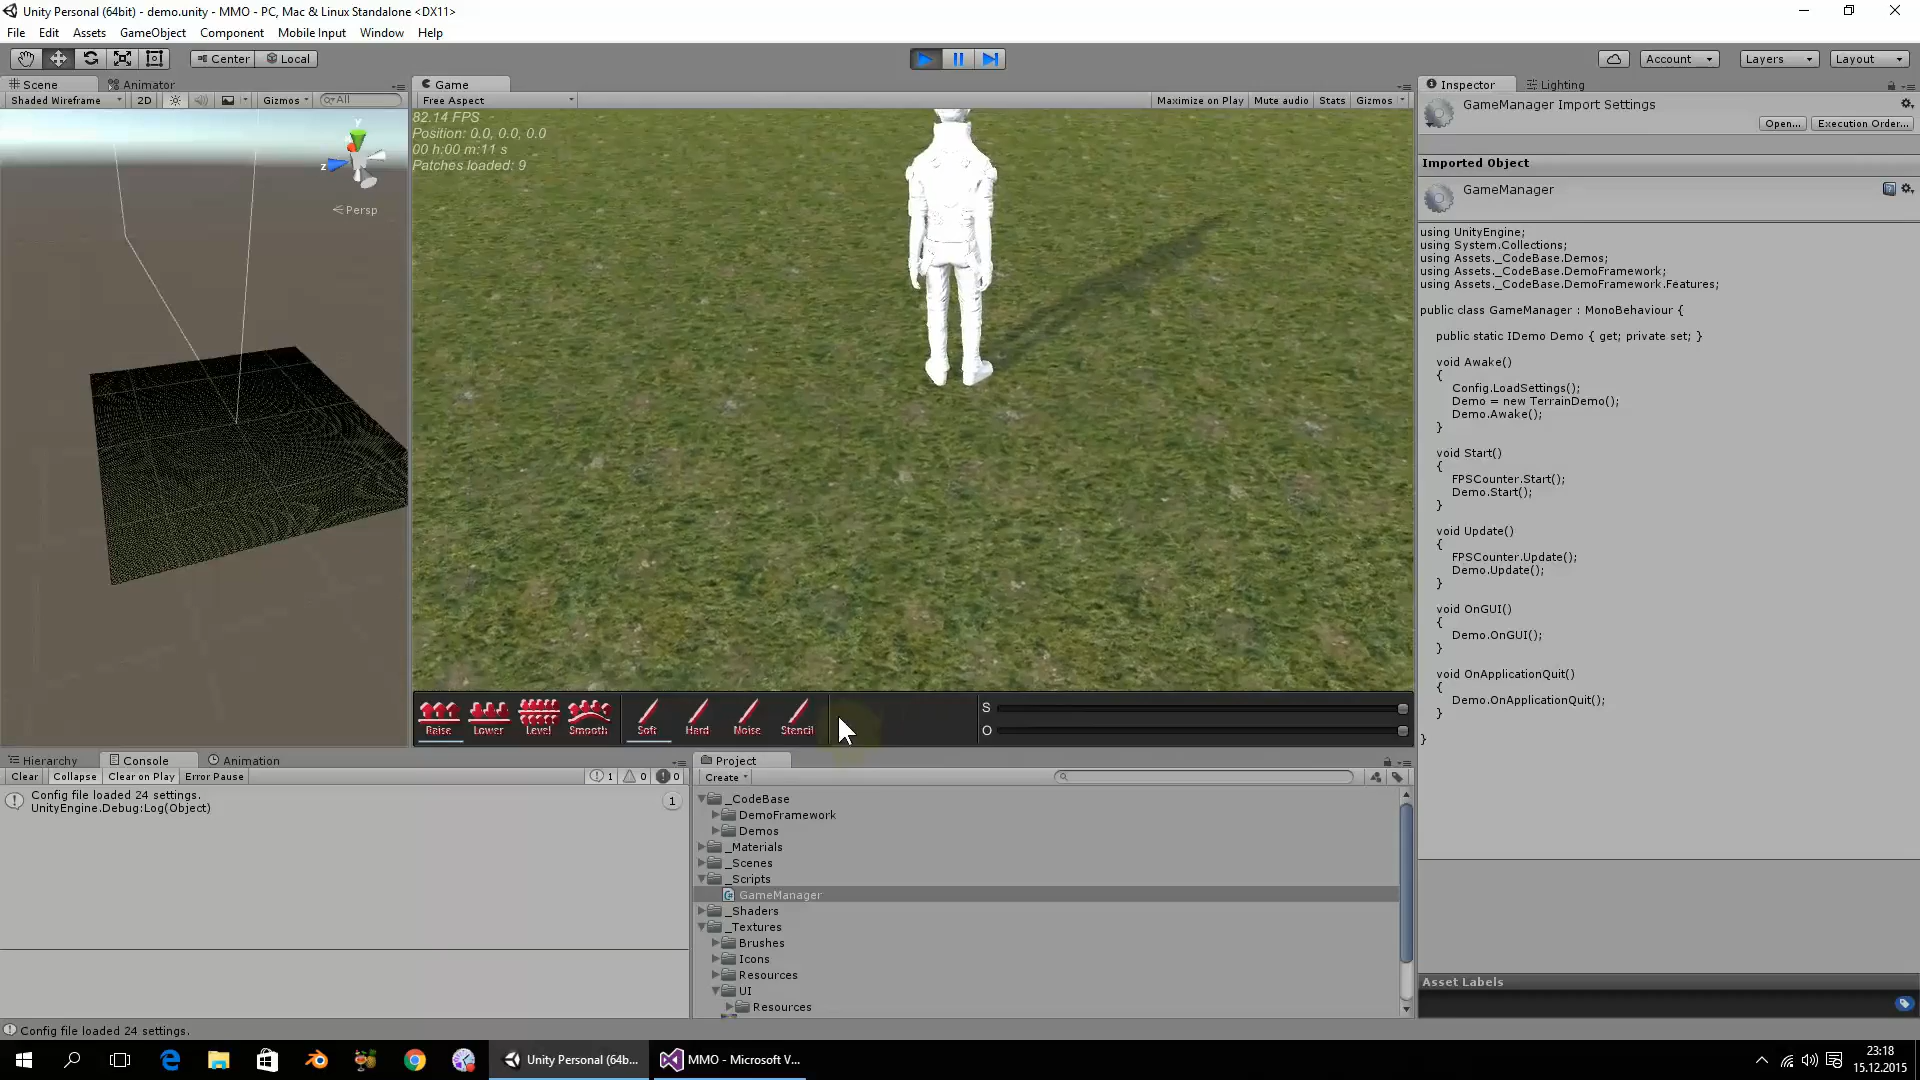 Unity Personal (64bit) - demo.unity - MMO - PC, Mac & Linux Standalone <DX11>
File Edit Assets GameObject Component Mobile Input Window Help
Center Local Account Layers Layout
Scene Animator
Shaded Wireframe 2D Gizmos All
y
z
Persp
Game
Free Aspect Maximize on Play Mute audio Stats Gizmos
82.14 FPS
Position: 0.0, 0.0, 0.0
00 h:00 m:11 s
Patches loaded: 9
Raise Lower Level Smooth Soft Hard Noise Stencil
S
O
Inspector Lighting
GameManager Import Settings
Open... Execution Order...
Imported Object
GameManager
using UnityEngine;
using System.Collections;
using Assets._CodeBase.Demos;
using Assets._CodeBase.DemoFramework;
using Assets._CodeBase.DemoFramework.Features;
public class GameManager : MonoBehaviour {
public static IDemo Demo { get; private set; }
void Awake()
{
Config.LoadSettings();
Demo = new TerrainDemo();
Demo.Awake();
}
void Start()
{
FPSCounter.Start();
Demo.Start();
}
void Update()
{
FPSCounter.Update();
Demo.Update();
}
void OnGUI()
{
Demo.OnGUI();
}
void OnApplicationQuit()
{
Demo.OnApplicationQuit();
}
}
Asset Labels
Hierarchy Console Animation
Clear Collapse Clear on Play Error Pause 1 0 0
Config file loaded 24 settings.
UnityEngine.Debug:Log(Object)
1
Project
Create
_CodeBase
DemoFramework
Demos
_Materials
_Scenes
_Scripts
GameManager
_Shaders
_Textures
Brushes
Icons
Resources
UI
Resources
Config file loaded 24 settings.
Unity Personal (64b... MMO - Microsoft V...
23:18
15.12.2015